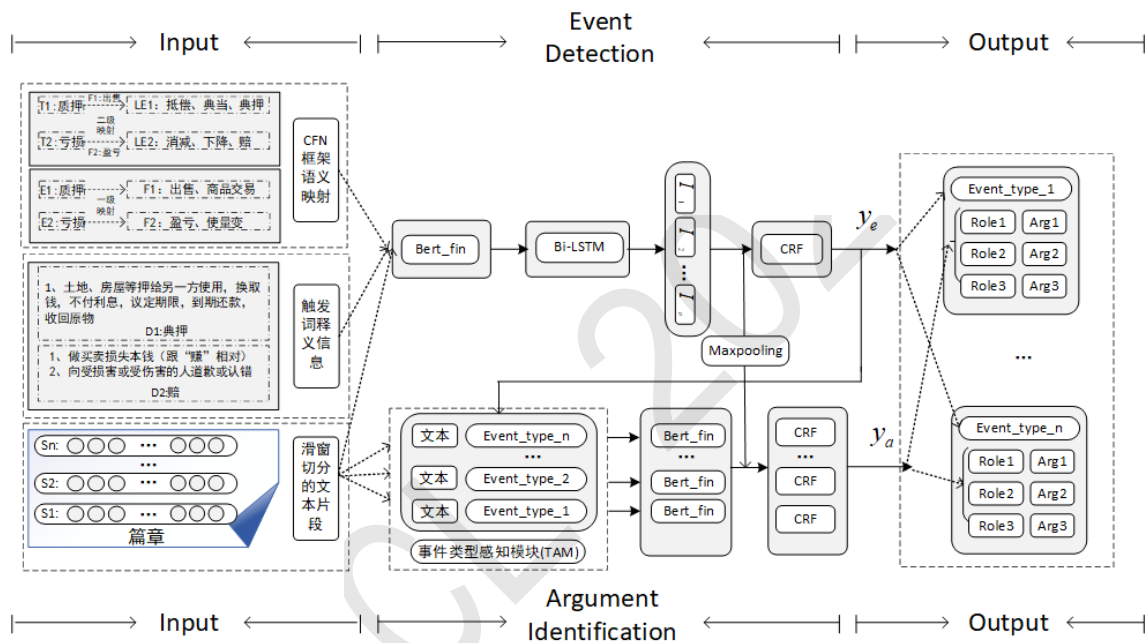 Input
Event
Detection
Output
T1:质押
F1:出售
LE1：抵偿、典当、典押
二级
映射
T2:亏损
F2:盈亏
LE2：消减、下降、赔
E1:质押
F1：出售、商品交易
一级
映射
E2:亏损
F2：盈亏、使量变
CFN
框架
语义
映射
1、土地、房屋等押给另一方使用，换取
钱，不付利息，议定期限，到期还款，
收回原物
D1:典押
1、做买卖损失本钱（跟“赚”相对）
2、向受损害或受伤害的人道歉或认错
D2:赔
触发
词释
义信
息
Sn:
...
...
S2:
...
S1:
...
篇章
滑窗
切分
的文
本片
段
Bert_fin
Bi-LSTM
...
CRF
y_e
Maxpooling
文本
Event_type_n
...
文本
Event_type_2
文本
Event_type_1
事件类型感知模块(TAM)
Bert_fin
...
Bert_fin
Bert_fin
CRF
...
CRF
CRF
y_a
Event_type_1
Role1 Arg1
Role2 Arg2
Role3 Arg3
...
Event_type_n
Role1 Arg1
Role2 Arg2
Role3 Arg3
Input
Argument
Identification
Output